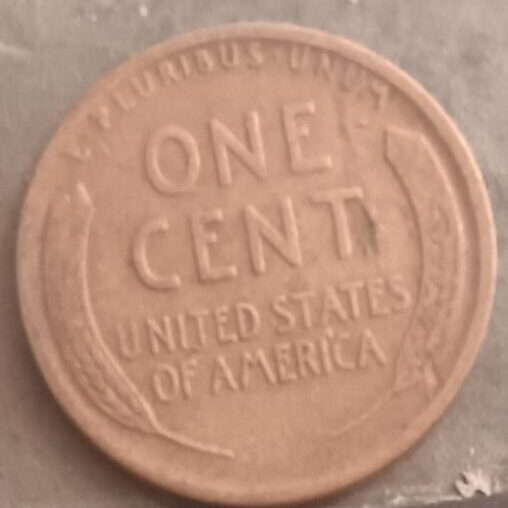 E·PLURIBUS·UNUM
ONE
CENT
UNITED STATES
OF AMERICA